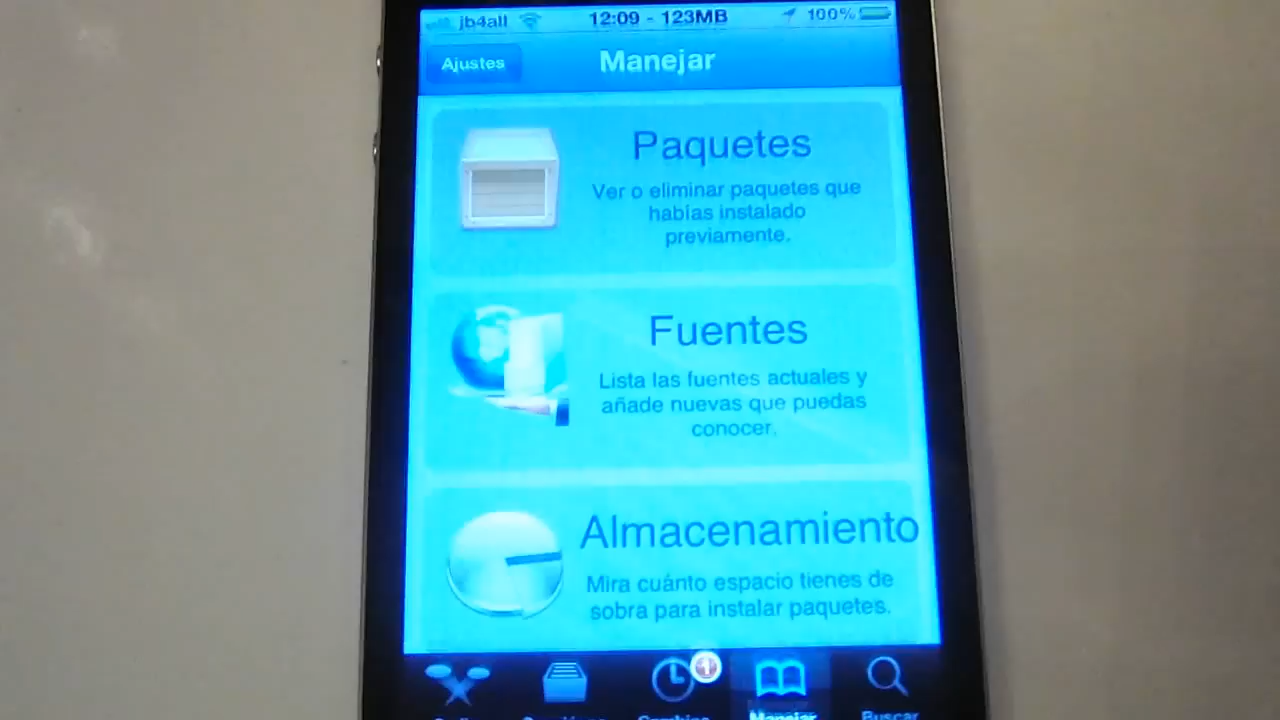 jb4all 12:09 - 123MB 100%
Ajustes Manejar
Paquetes
Ver o eliminar paquetes que
habías instalado
previamente.
Fuentes
Lista las fuentes actuales y
añade nuevas que puedas
conocer.
Almacenamiento
Mira cuánto espacio tienes de
sobra para instalar paquetes.
1
Manejar Buscar